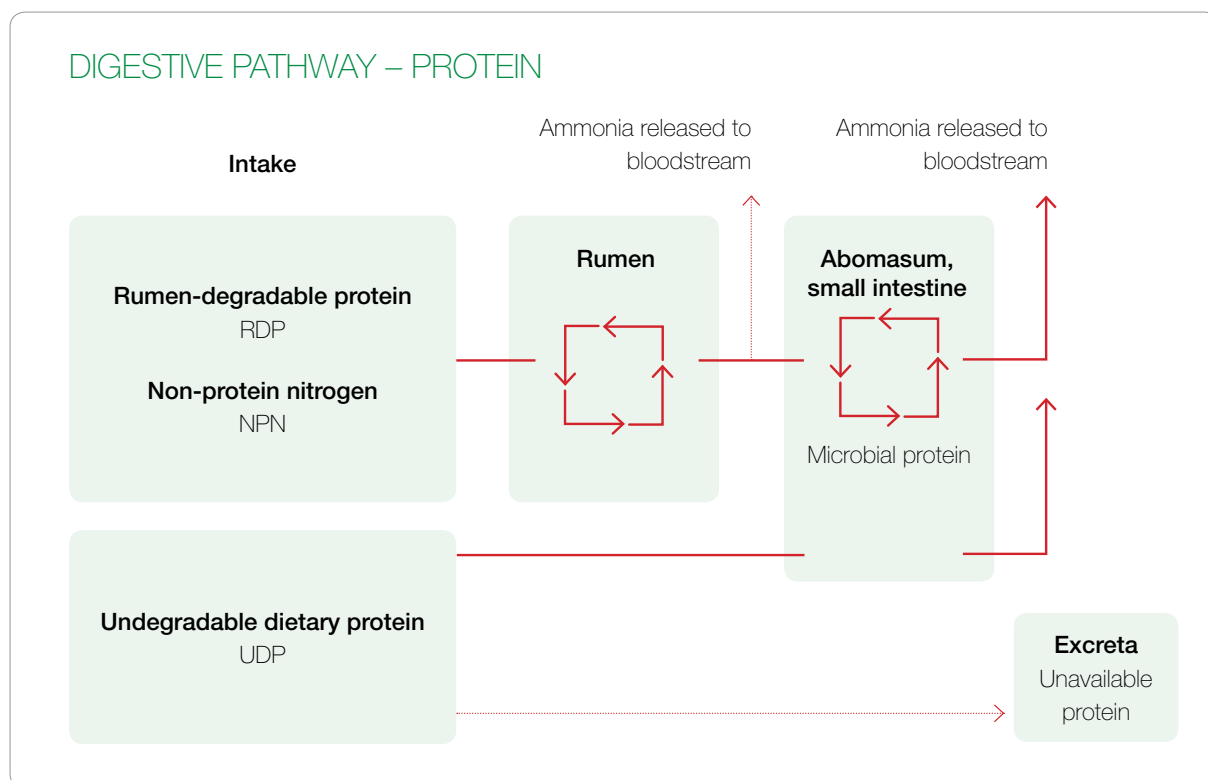 DIGESTIVE PATHWAY – PROTEIN
Intake
Ammonia released to
bloodstream
Ammonia released to
bloodstream
Rumen-degradable protein
RDP
Non-protein nitrogen
NPN
Rumen
Abomasum,
small intestine
Microbial protein
Undegradable dietary protein
UDP
Excreta
Unavailable
protein